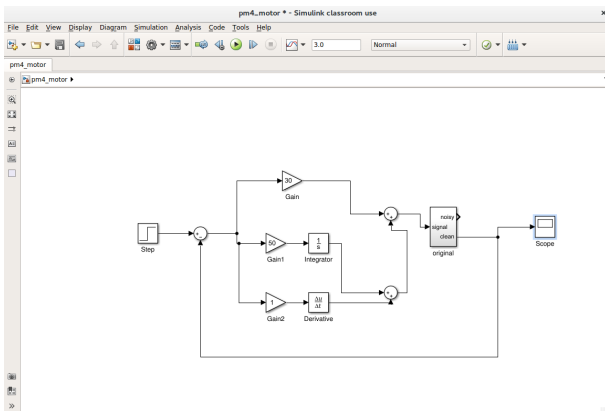 pm4_motor * - Simulink classroom use
File Edit View Display Diagram Simulation Analysis Code Tools Help
3.0 Normal
pm4_motor
pm4_motor
30
Gain
noisy
signal
clean
original
Step
50
Gain1
1
s
Integrator
Scope
1
Gain2
Δu
Δt
Derivative